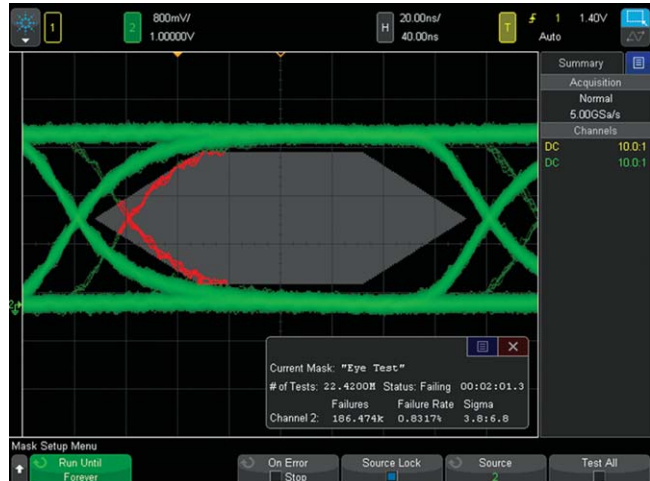 1
2 800mV/
1.00000V
H 20.00ns/
40.00ns
T 1 1.40V
Auto
Summary
Acquisition
Normal
5.00GSa/s
Channels
DC 10.0:1
DC 10.0:1
2
Current Mask: "Eye Test"
# of Tests: 22.4200M Status: Failing 00:02:01.3
Failures Failure Rate Sigma
Channel 2: 186.474k 0.8317% 3.8:6.8
Mask Setup Menu
Run Until On Error Source Lock Source Test All
Forever Stop 2